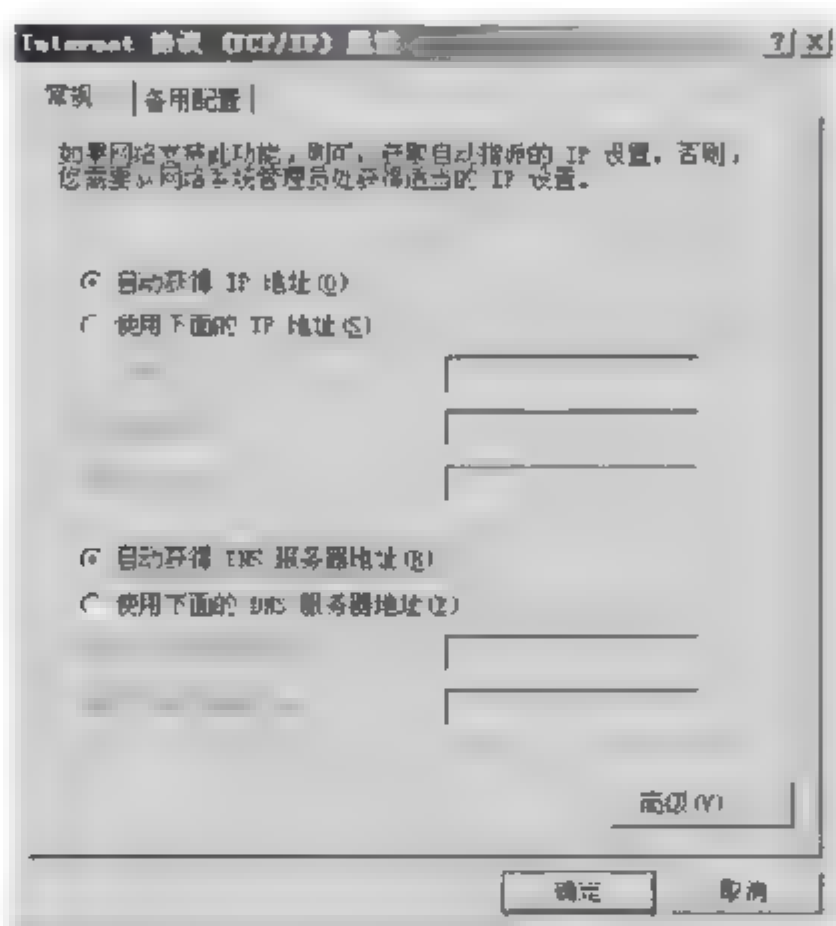 Internet 协议 (TCP/IP) 属性
常规
备用配置
如果网络支持此功能，则可以获取自动指派的 IP 设置。否则，
您需要从网络系统管理员处获得适当的 IP 设置。
自动获得 IP 地址(O)
使用下面的 IP 地址(S)
自动获得 DNS 服务器地址(B)
使用下面的 DNS 服务器地址(E)
高级(V)
确定
取消